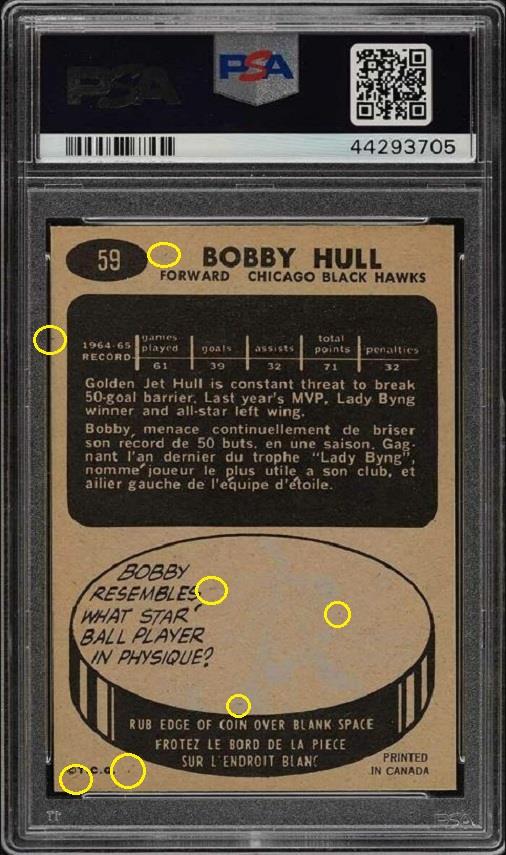 PSA
PSA
44293705
59
BOBBY HULL
FORWARD CHICAGO BLACK HAWKS
1964-65 RECORD
games played goals assists total points penalties
61 39 32 71 32
Golden Jet Hull is constant threat to break
50-goal barrier. Last year's MVP, Lady Byng
winner and all-star left wing.
Bobby, menace continuellement de briser
son record de 50 buts, en une saison. Gag-
nant l'an dernier du trophe "Lady Byng",
nomme joueur le plus utile a son club, et
ailier gauche de l'equipe d'étoile.
BOBBY
RESEMBLES
WHAT STAR
BALL PLAYER
IN PHYSIQUE?
RUB EDGE OF COIN OVER BLANK SPACE
FROTEZ LE BORD DE LA PIECE
SUR L'ENDROIT BLANC
©T.C.G.
PRINTED
IN CANADA
PSA